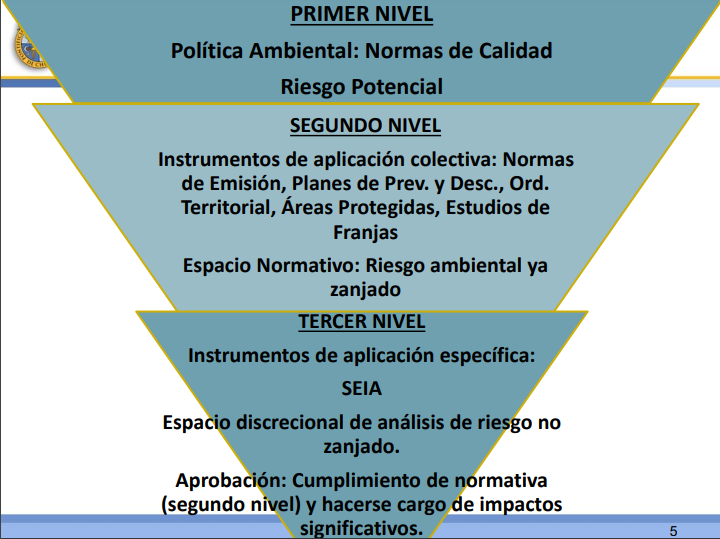 PRIMER NIVEL
Política Ambiental: Normas de Calidad
Riesgo Potencial
SEGUNDO NIVEL
Instrumentos de aplicación colectiva: Normas
de Emisión, Planes de Prev. y Desc., Ord.
Territorial, Áreas Protegidas, Estudios de
Franjas
Espacio Normativo: Riesgo ambiental ya
zanjado
TERCER NIVEL
Instrumentos de aplicación específica:
SEIA
Espacio discrecional de análisis de riesgo no
zanjado.
Aprobación: Cumplimiento de normativa
(segundo nivel) y hacerse cargo de impactos
significativos.
5